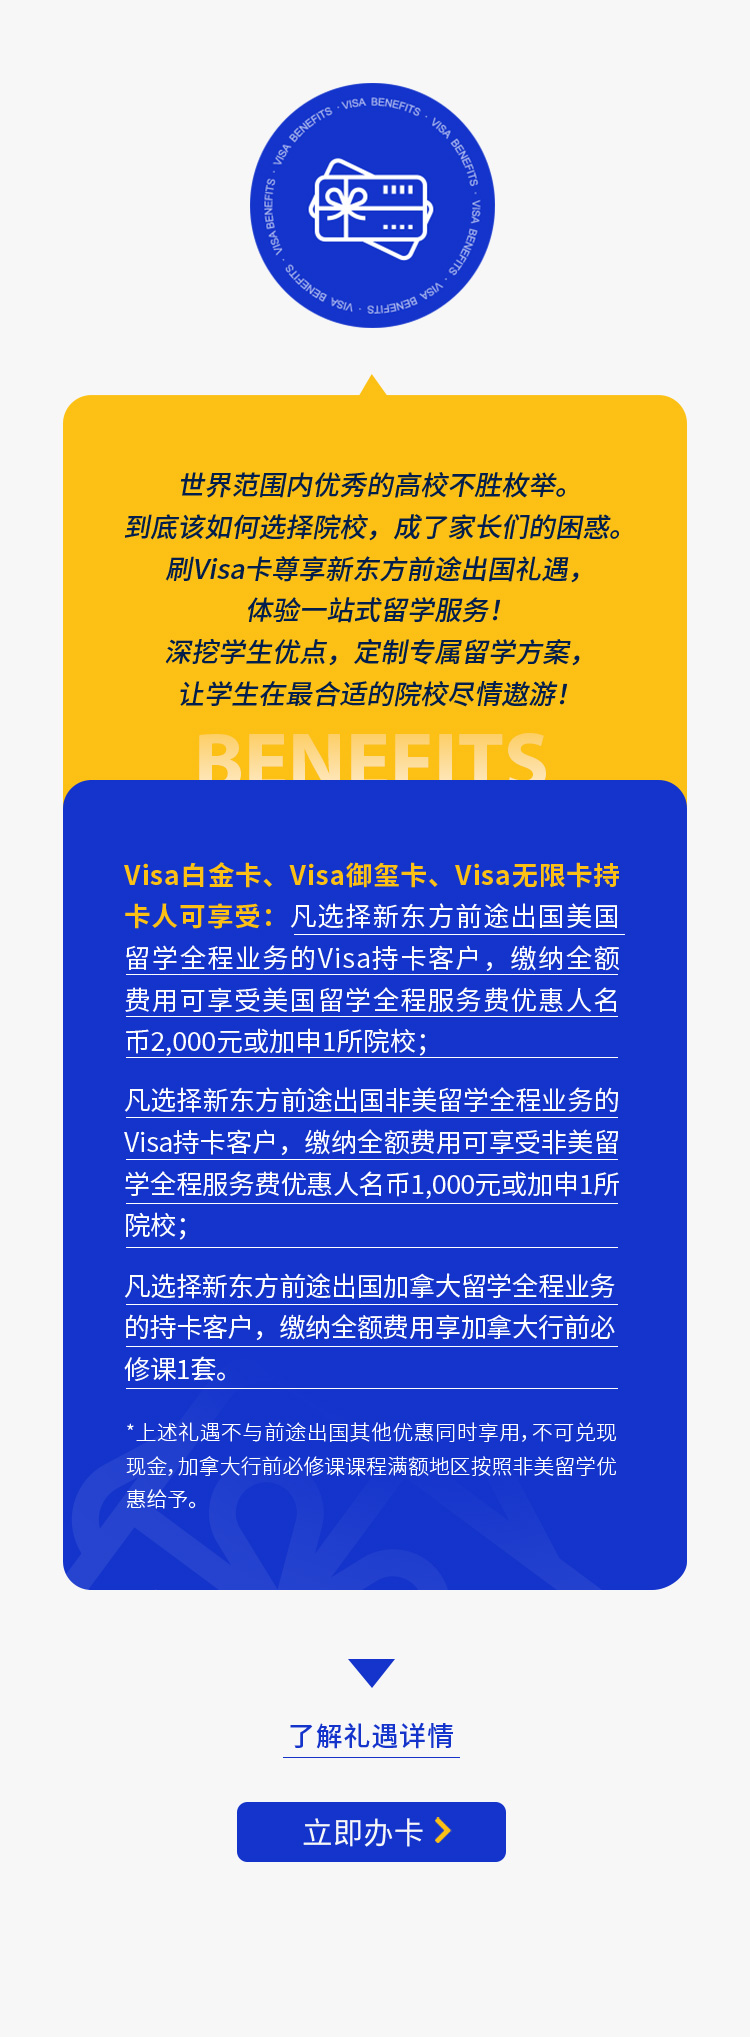 · VISA BENEFITS · VISA BENEFITS · VISA BENEFITS · VISA BENEFITS · VISA BENEFITS · VISA BENEFITS · VISA BENEFITS
世界范围内优秀的高校不胜枚举。
到底该如何选择院校，成了家长们的困惑。
刷Visa卡尊享新东方前途出国礼遇，
体验一站式留学服务！
深挖学生优点，定制专属留学方案，
让学生在最合适的院校尽情遨游！
BENEFITS
Visa白金卡、Visa御玺卡、Visa无限卡持
卡人可享受：凡选择新东方前途出国美国
留学全程业务的Visa持卡客户，缴纳全额
费用可享受美国留学全程服务费优惠人名
币2,000元或加申1所院校；
凡选择新东方前途出国非美留学全程业务的
Visa持卡客户，缴纳全额费用可享受非美留
学全程服务费优惠人名币1,000元或加申1所
院校；
凡选择新东方前途出国加拿大留学全程业务
的持卡客户，缴纳全额费用享加拿大行前必
修课1套。
*上述礼遇不与前途出国其他优惠同时享用，不可兑现
现金，加拿大行前必修课课程满额地区按照非美留学优
惠给予。
了解礼遇详情
立即办卡